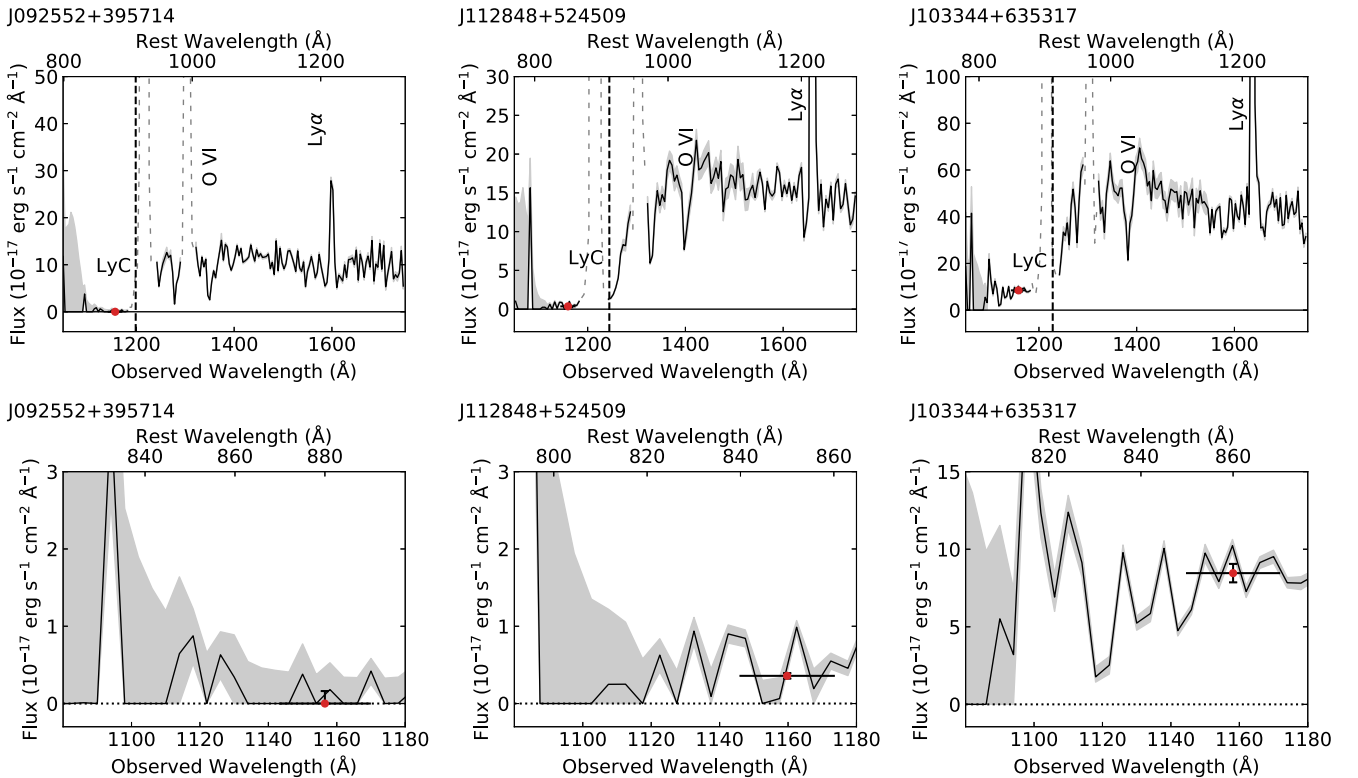 J092552+395714
Rest Wavelength (Å)
800 1000 1200
50
40
30
20
10
0
Flux (10⁻¹⁷ erg s⁻¹ cm⁻² Å⁻¹)
LyC
O VI
Lyα
1200 1400 1600
Observed Wavelength (Å)
J112848+524509
Rest Wavelength (Å)
800 1000 1200
30
25
20
15
10
5
0
Flux (10⁻¹⁷ erg s⁻¹ cm⁻² Å⁻¹)
LyC
O VI
Lyα
1200 1400 1600
Observed Wavelength (Å)
J103344+635317
Rest Wavelength (Å)
800 1000 1200
100
80
60
40
20
0
Flux (10⁻¹⁷ erg s⁻¹ cm⁻² Å⁻¹)
LyC
O VI
Lyα
1200 1400 1600
Observed Wavelength (Å)
J092552+395714
Rest Wavelength (Å)
840 860 880
3
2
1
0
Flux (10⁻¹⁷ erg s⁻¹ cm⁻² Å⁻¹)
1100 1120 1140 1160 1180
Observed Wavelength (Å)
J112848+524509
Rest Wavelength (Å)
800 820 840 860
3
2
1
0
Flux (10⁻¹⁷ erg s⁻¹ cm⁻² Å⁻¹)
1100 1120 1140 1160 1180
Observed Wavelength (Å)
J103344+635317
Rest Wavelength (Å)
820 840 860
15
10
5
0
Flux (10⁻¹⁷ erg s⁻¹ cm⁻² Å⁻¹)
1100 1120 1140 1160 1180
Observed Wavelength (Å)